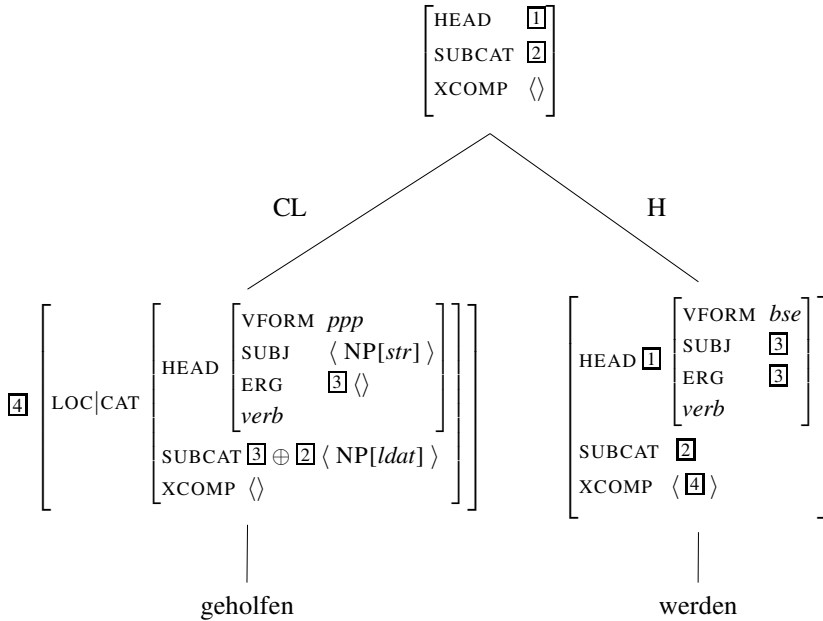 HEAD 1
SUBCAT 2
XCOMP ⟨⟩
CL H
4 LOC|CAT HEAD VFORM ppp
SUBJ ⟨ NP[str] ⟩
ERG 3 ⟨⟩
verb
SUBCAT 3 ⊕ 2 ⟨ NP[ldat] ⟩
XCOMP ⟨⟩
HEAD 1 VFORM bse
SUBJ 3
ERG 3
verb
SUBCAT 2
XCOMP ⟨ 4 ⟩
geholfen werden